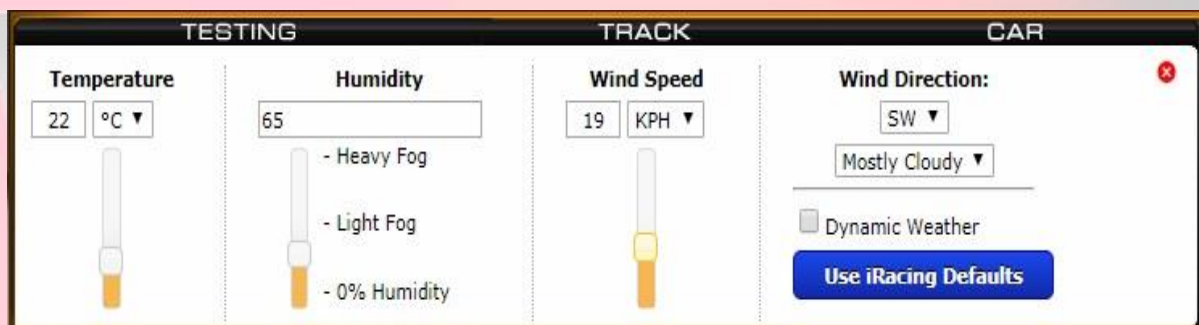 TESTING TRACK CAR
Temperature Humidity Wind Speed Wind Direction:
22 °C 65 19 KPH SW
- Heavy Fog Mostly Cloudy
- Light Fog Dynamic Weather
- 0% Humidity Use iRacing Defaults